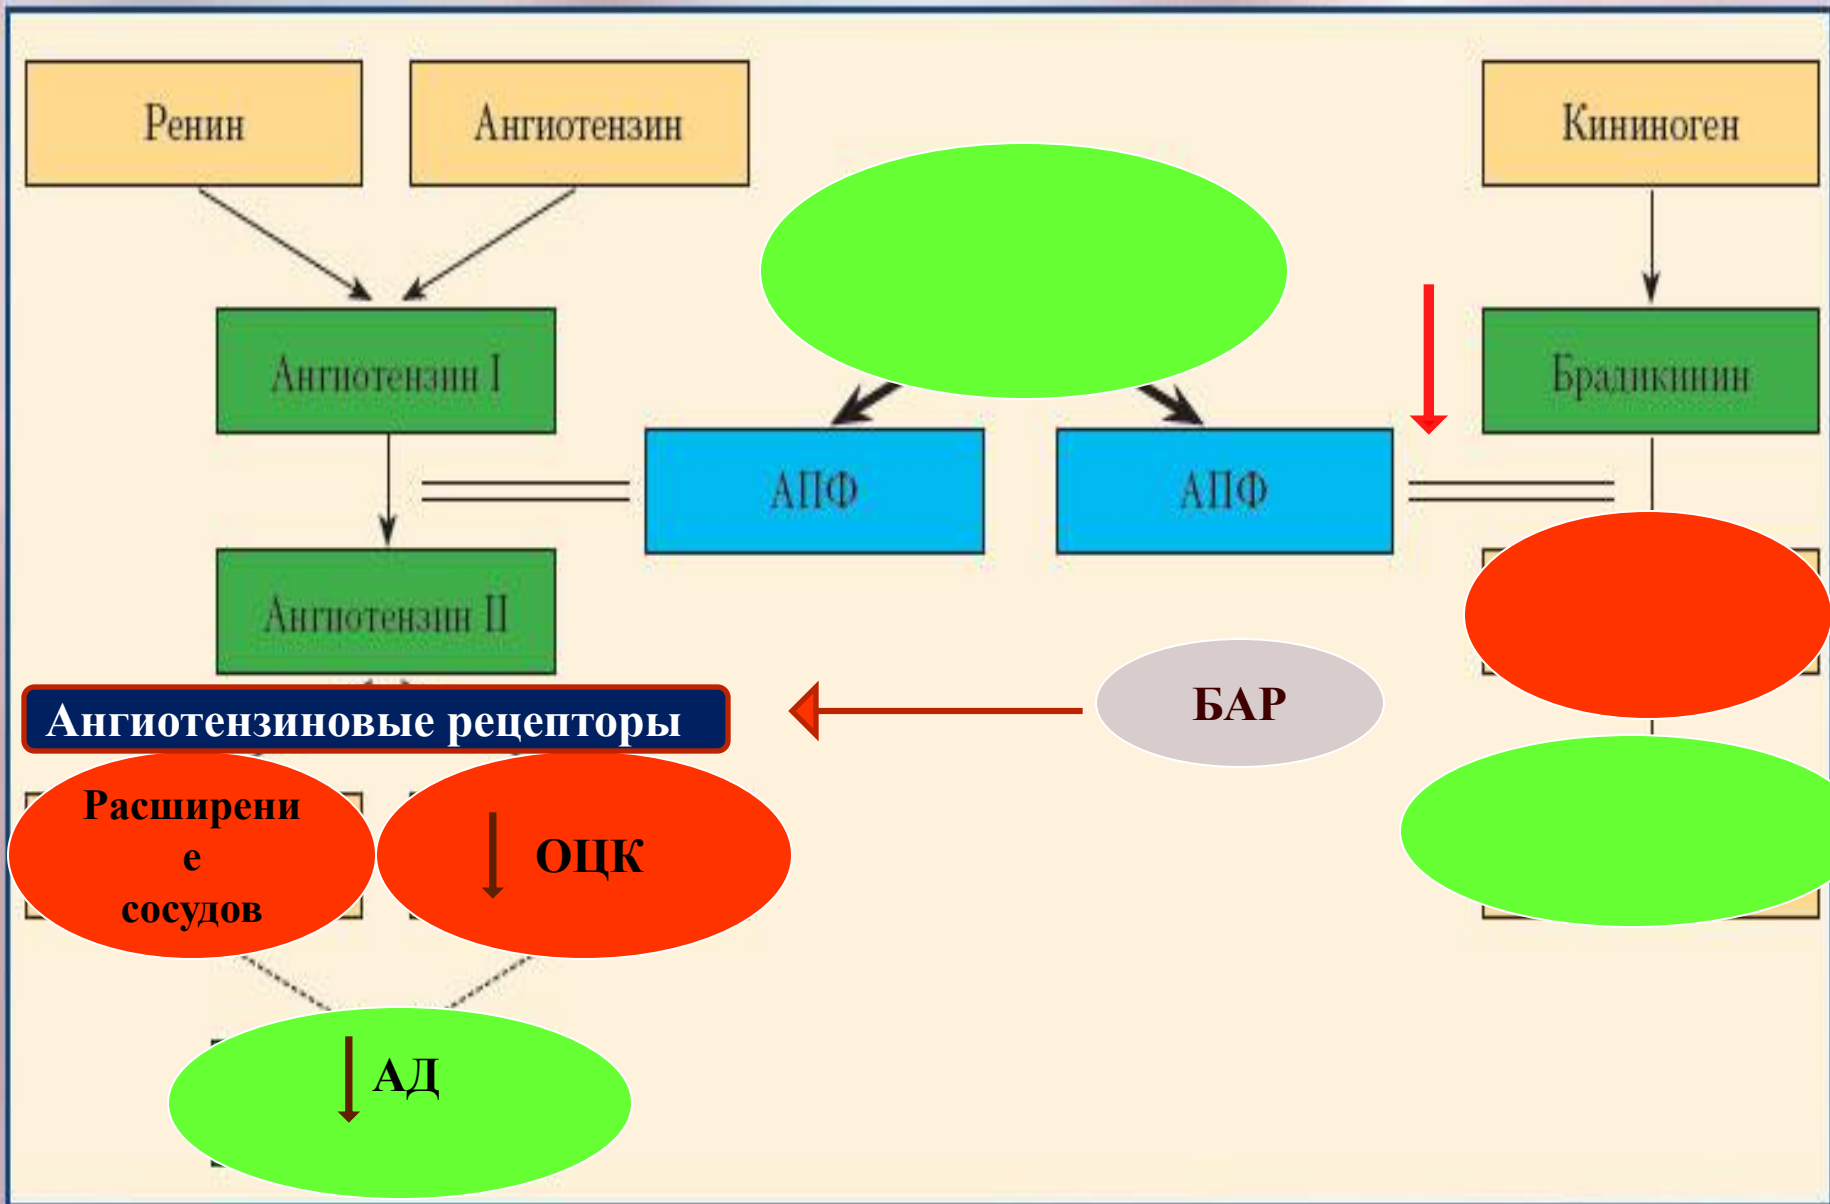 Ренин
Ангиотензин
Кининоген
Ангиотензин I
Брадикинин
АПФ
АПФ
Ангиотензин II
Ангиотензиновые рецепторы
БАР
Расширени
е
сосудов
ОЦК
АД